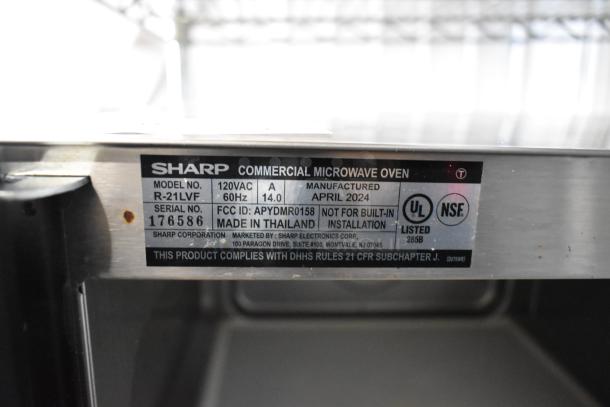 SHARP COMMERCIAL MICROWAVE OVEN T
MODEL NO. 120VAC A MANUFACTURED
R-21LVF 60Hz 14.0 APRIL 2024
SERIAL NO. FCC ID: APYDMR0158 NOT FOR BUILT-IN
176586 MADE IN THAILAND INSTALLATION
UL NSF
LISTED
285B
SHARP CORPORATION MARKETED BY: SHARP ELECTRONICS CORP.
100 PARAGON DRIVE, SUITE #100, MONTVALE, NJ 07645
THIS PRODUCT COMPLIES WITH DHHS RULES 21 CFR SUBCHAPTER J.